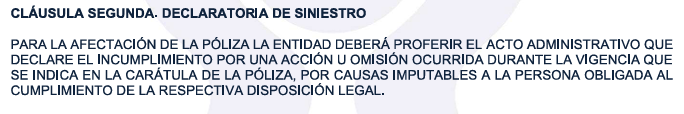 CLÁUSULA SEGUNDA. DECLARATORIA DE SINIESTRO
PARA LA AFECTACIÓN DE LA PÓLIZA LA ENTIDAD DEBERÁ PROFERIR EL ACTO ADMINISTRATIVO QUE
DECLARE EL INCUMPLIMIENTO POR UNA ACCIÓN U OMISIÓN OCURRIDA DURANTE LA VIGENCIA QUE
SE INDICA EN LA CARÁTULA DE LA PÓLIZA, POR CAUSAS IMPUTABLES A LA PERSONA OBLIGADA AL
CUMPLIMIENTO DE LA RESPECTIVA DISPOSICIÓN LEGAL.